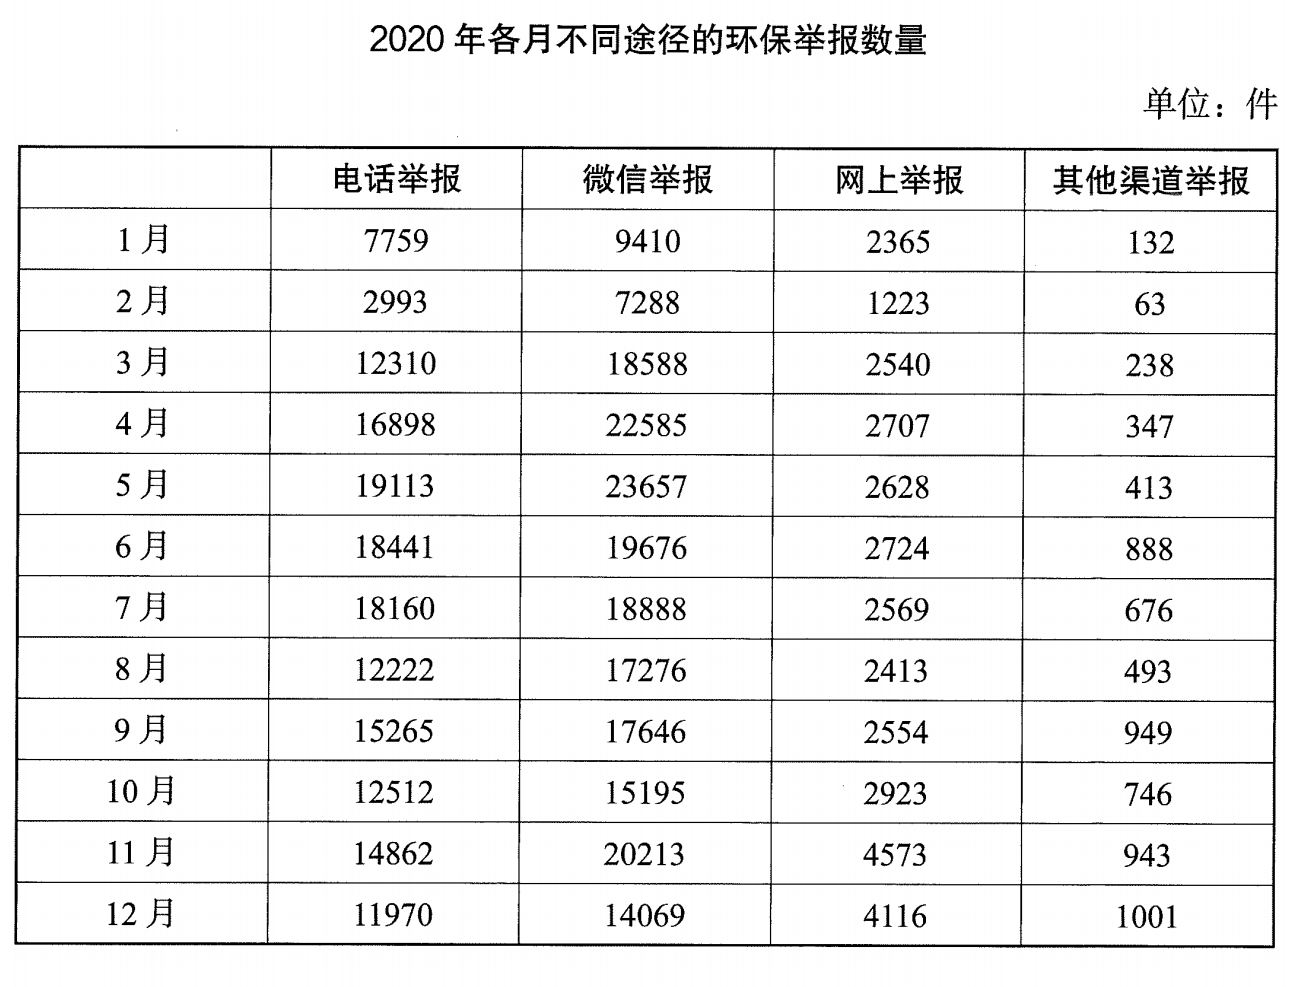 2020 年各月不同途径的环保举报数量
单位：件
电话举报 微信举报 网上举报 其他渠道举报
1 月 7759 9410 2365 132
2 月 2993 7288 1223 63
3 月 12310 18588 2540 238
4 月 16898 22585 2707 347
5 月 19113 23657 2628 413
6 月 18441 19676 2724 888
7 月 18160 18888 2569 676
8 月 12222 17276 2413 493
9 月 15265 17646 2554 949
10 月 12512 15195 2923 746
11 月 14862 20213 4573 943
12 月 11970 14069 4116 1001